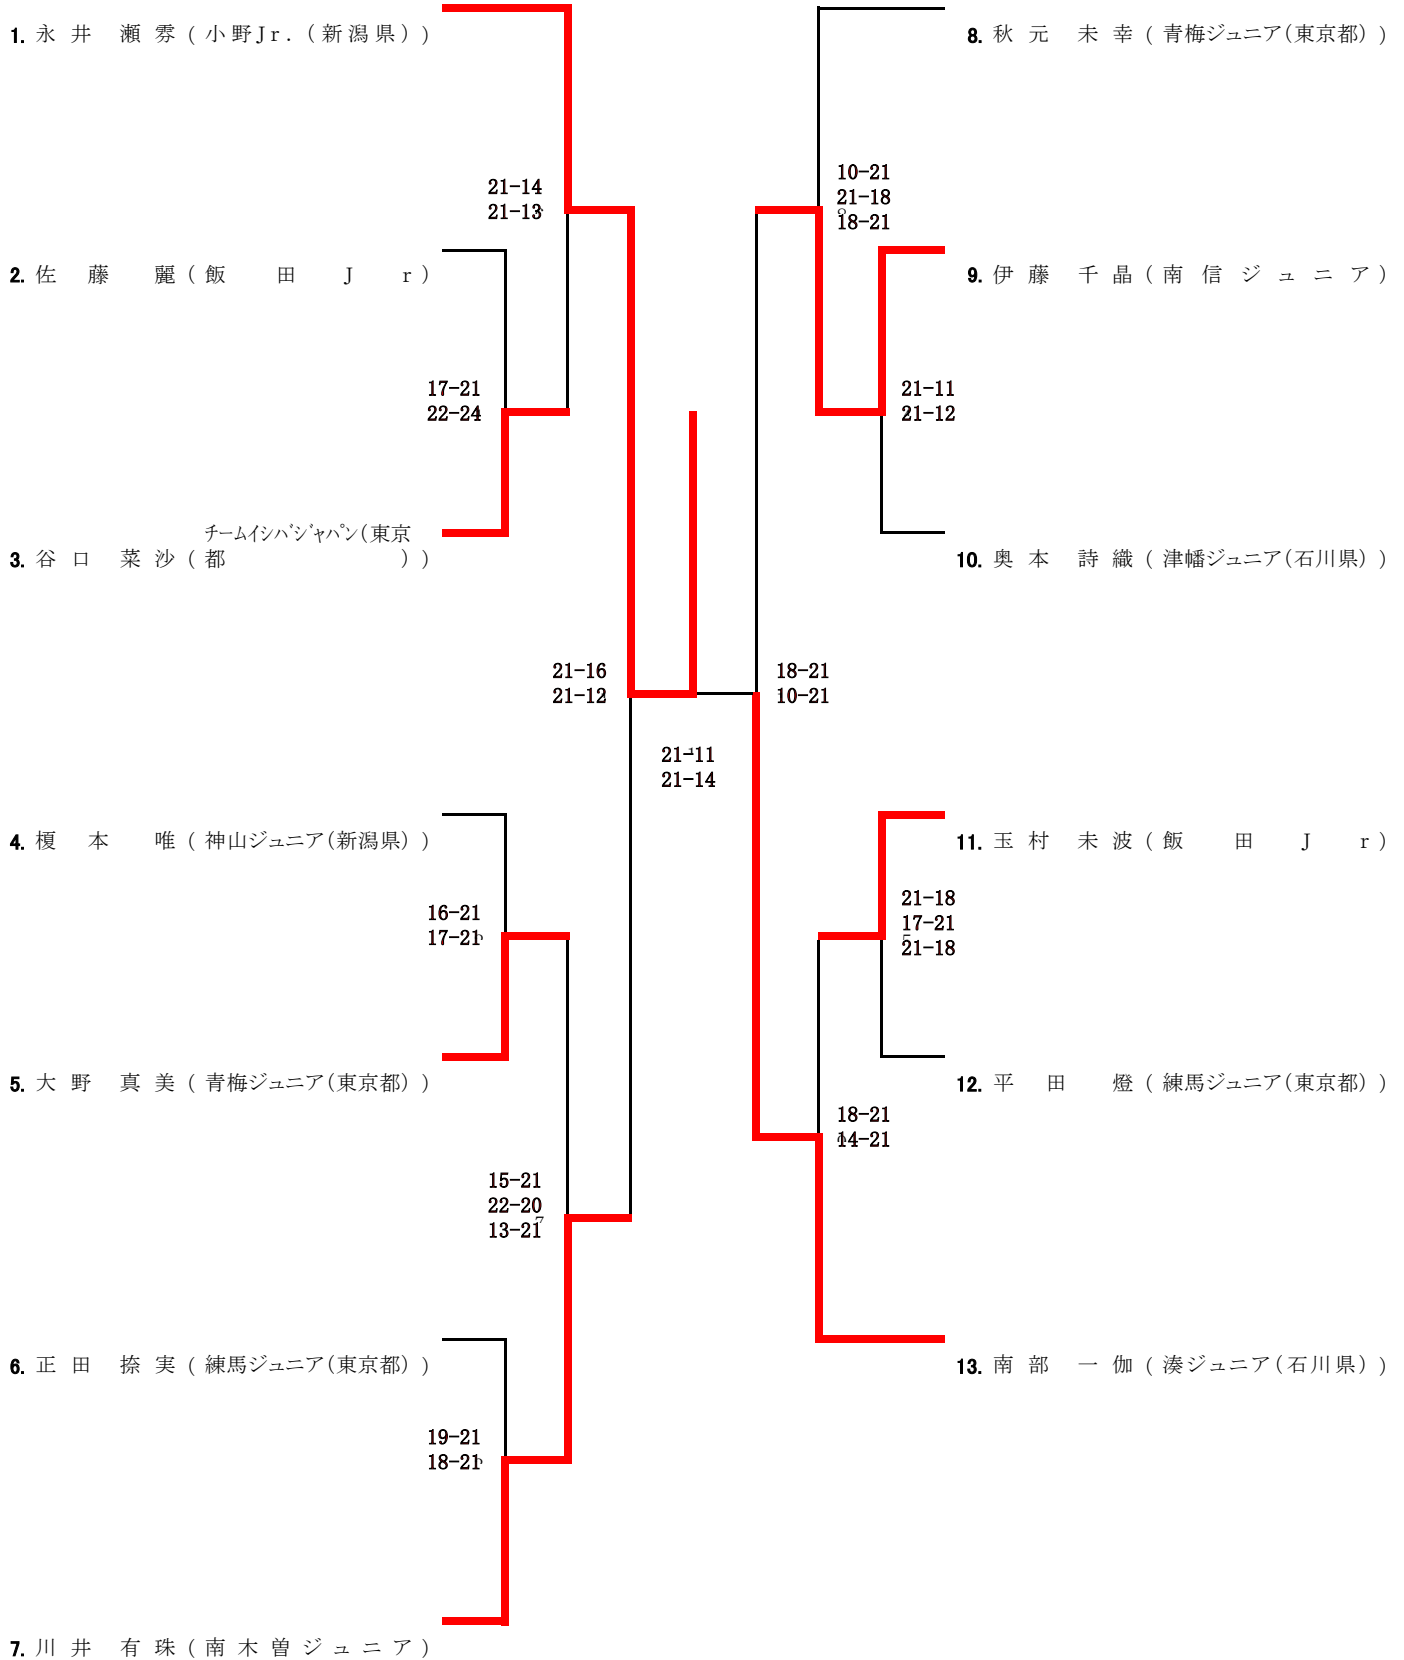 1. 永井 瀬雰 (小野Jr.(新潟県))
21-14
21-13
2. 佐藤 麗 (飯田Jr)
17-21
22-24
チームイシバジャパン(東京
3. 谷口 菜沙 (都))
21-16
21-12
21-11
21-14
4. 榎本 唯 (神山ジュニア(新潟県))
16-21
17-21
5. 大野 真美 (青梅ジュニア(東京都))
15-21
22-20
13-21
6. 正田 捺実 (練馬ジュニア(東京都))
19-21
18-21
7. 川井 有珠 (南木曽ジュニア)
8. 秋元 未幸 (青梅ジュニア(東京都))
10-21
21-18
18-21
9. 伊藤 千晶 (南信ジュニア)
21-11
21-12
10. 奥本 詩織 (津幡ジュニア(石川県))
18-21
10-21
11. 玉村 未波 (飯田Jr)
21-18
17-21
21-18
12. 平田 燈 (練馬ジュニア(東京都))
18-21
14-21
13. 南部 一伽 (湊ジュニア(石川県))